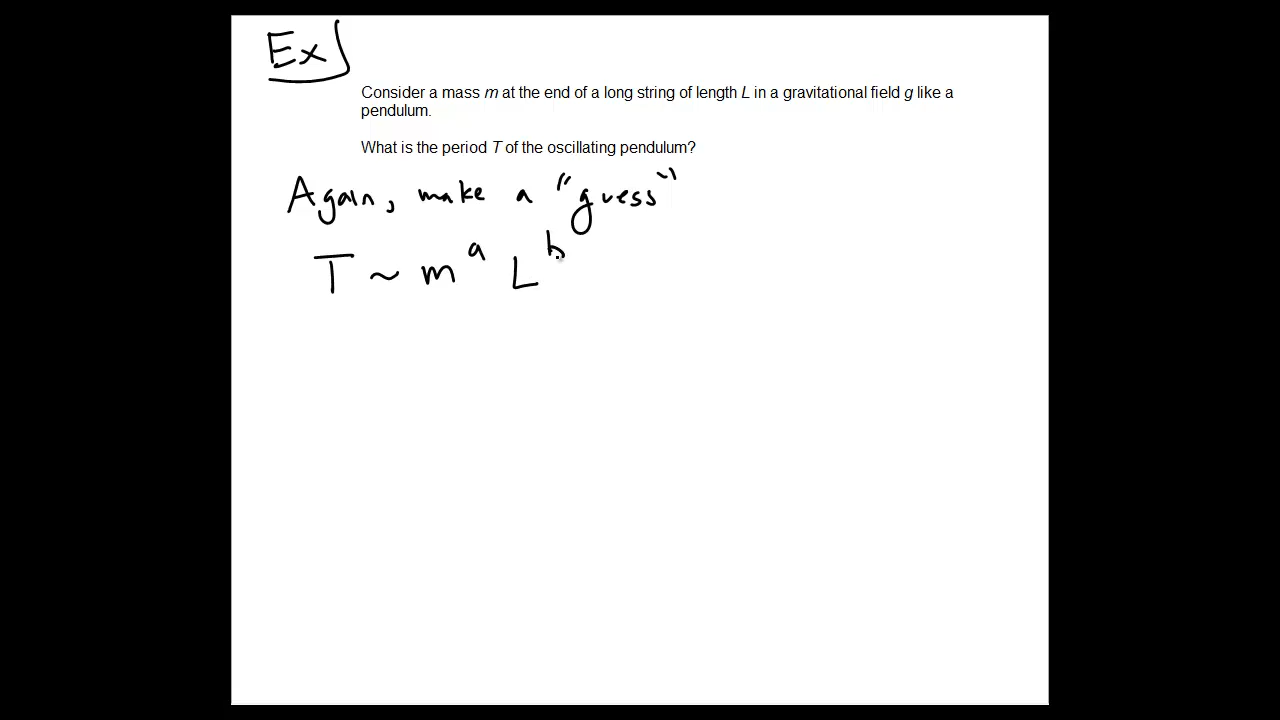 Ex
Consider a mass m at the end of a long string of length L in a gravitational field g like a
pendulum.
What is the period T of the oscillating pendulum?
Again, make a "guess"
T ~ m^a L^b